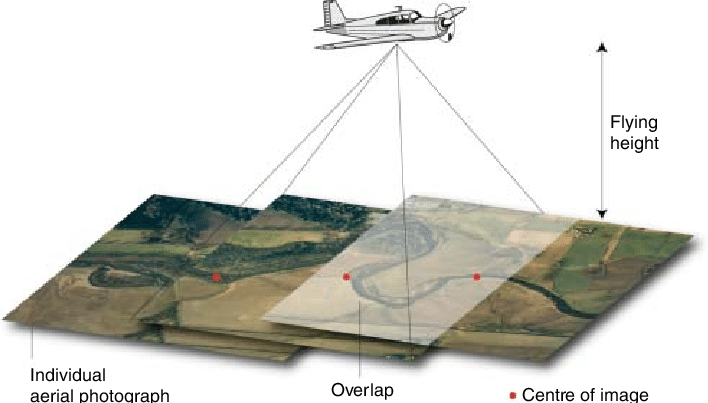 Flying
height
Individual
aerial photograph
Overlap
Centre of image